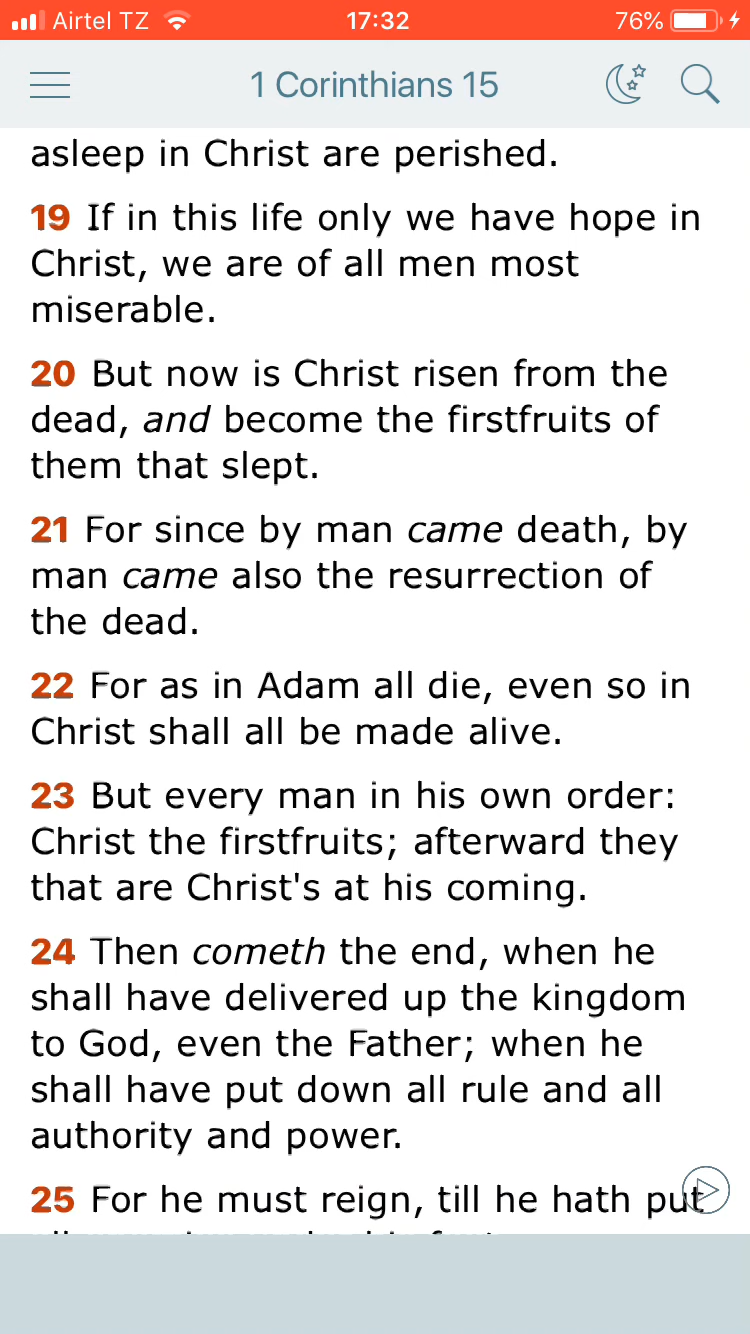 Airtel TZ 17:32 76%
1 Corinthians 15
asleep in Christ are perished.
19 If in this life only we have hope in
Christ, we are of all men most
miserable.
20 But now is Christ risen from the
dead, and become the firstfruits of
them that slept.
21 For since by man came death, by
man came also the resurrection of
the dead.
22 For as in Adam all die, even so in
Christ shall all be made alive.
23 But every man in his own order:
Christ the firstfruits; afterward they
that are Christ's at his coming.
24 Then cometh the end, when he
shall have delivered up the kingdom
to God, even the Father; when he
shall have put down all rule and all
authority and power.
25 For he must reign, till he hath put